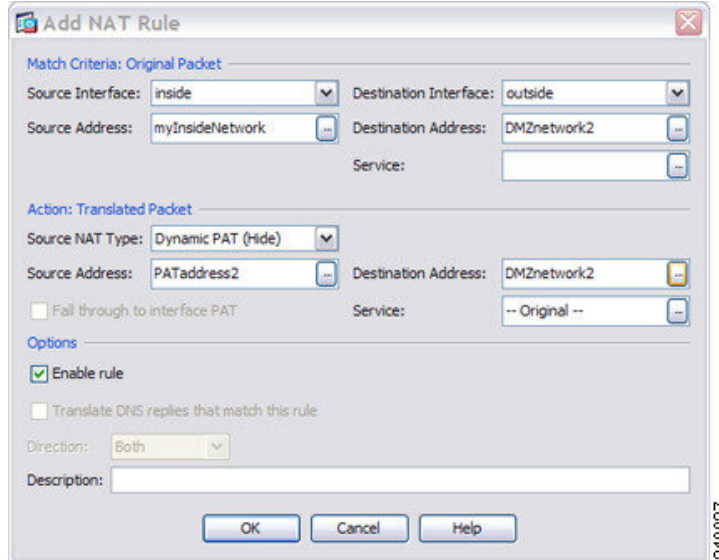 Add NAT Rule
Match Criteria: Original Packet
Source Interface: inside Destination Interface: outside
Source Address: myInsideNetwork ... Destination Address: DMZnetwork2 ...
Service: ...
Action: Translated Packet
Source NAT Type: Dynamic PAT (Hide)
Source Address: PATaddress2 ... Destination Address: DMZnetwork2 ...
Fall through to interface PAT Service: -- Original -- ...
Options
Enable rule
Translate DNS replies that match this rule
Direction: Both
Description:
OK Cancel Help